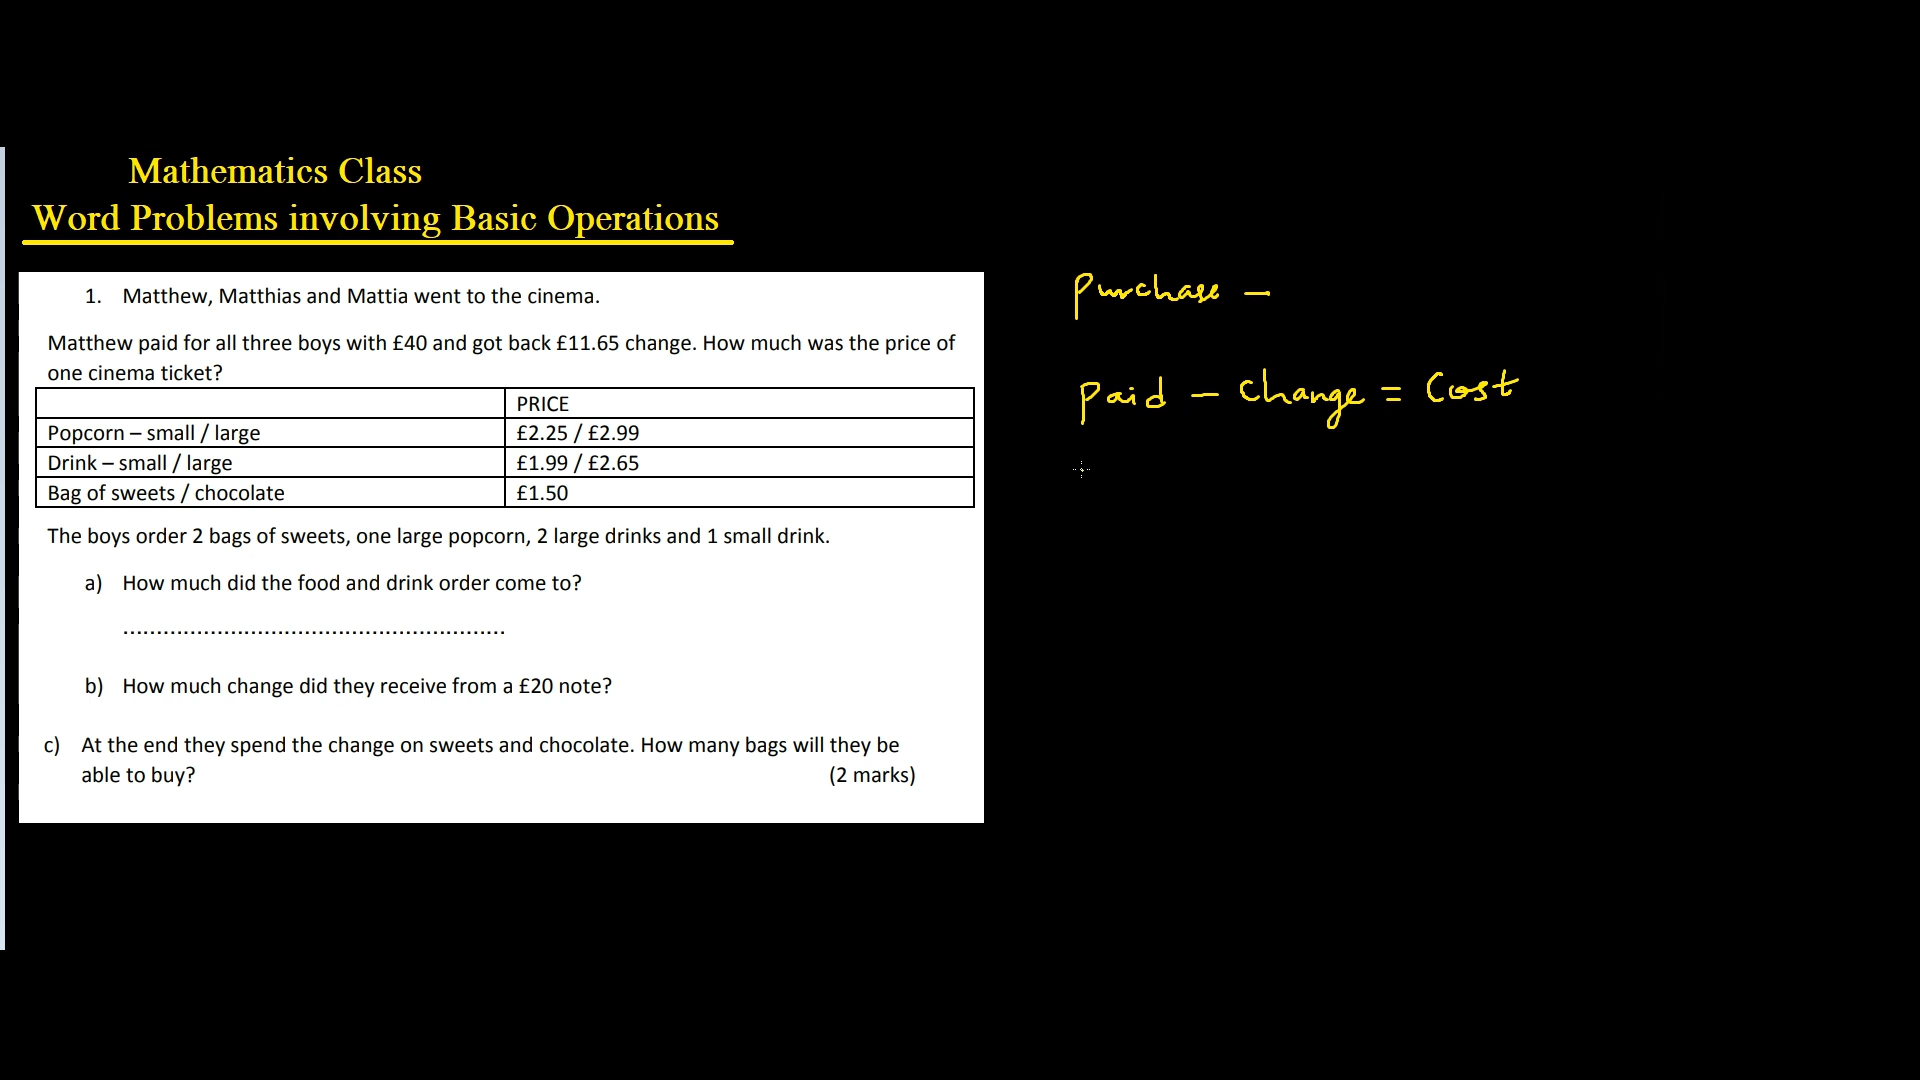 Mathematics Class
Word Problems involving Basic Operations
1. Matthew, Matthias and Mattia went to the cinema.
Matthew paid for all three boys with £40 and got back £11.65 change. How much was the price of
one cinema ticket?
PRICE
Popcorn – small / large £2.25 / £2.99
Drink – small / large £1.99 / £2.65
Bag of sweets / chocolate £1.50
The boys order 2 bags of sweets, one large popcorn, 2 large drinks and 1 small drink.
a) How much did the food and drink order come to?
........................................................
b) How much change did they receive from a £20 note?
c) At the end they spend the change on sweets and chocolate. How many bags will they be
able to buy? (2 marks)
Purchase –
Paid – Change = Cost